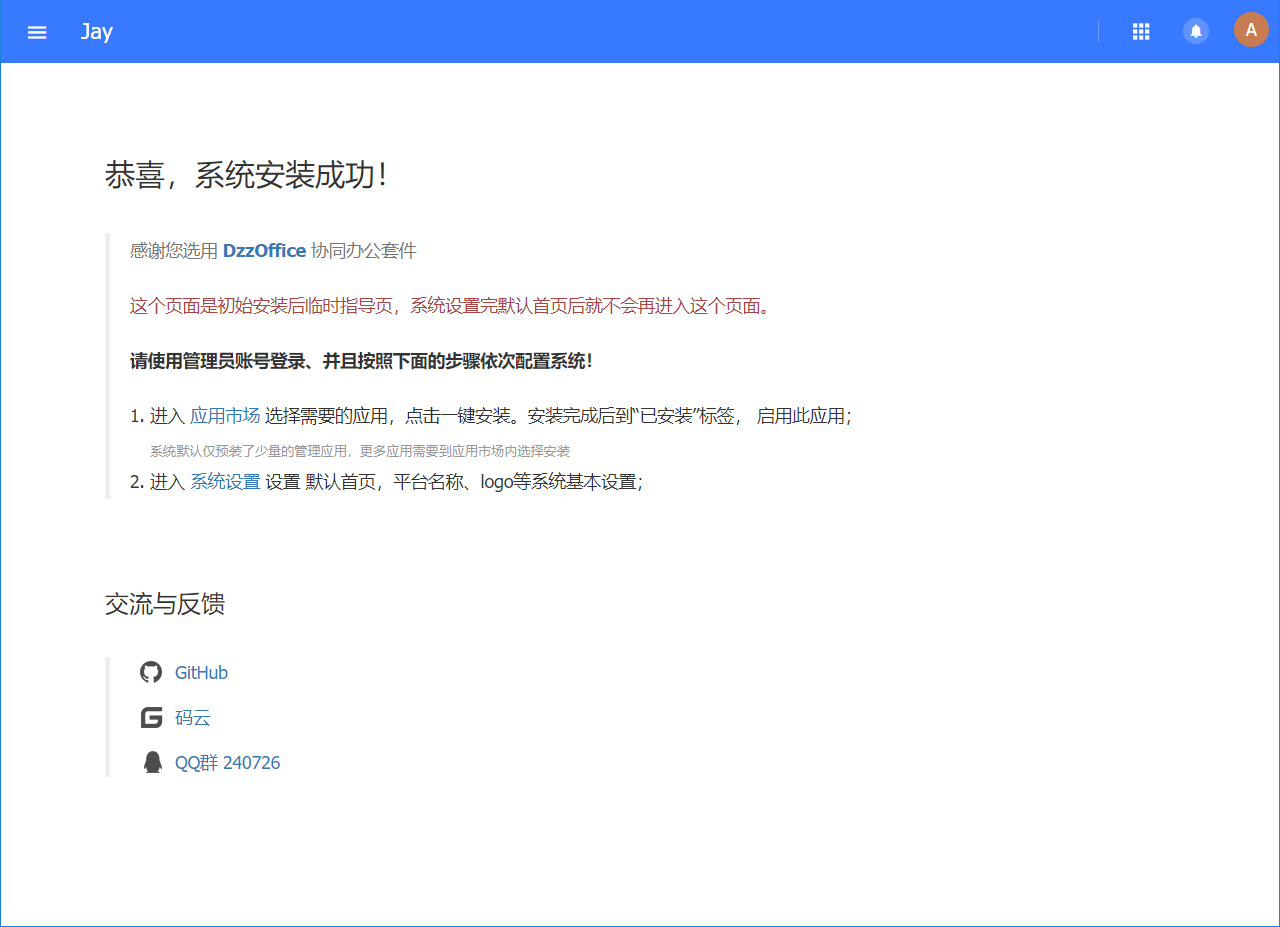 Jay
A
恭喜，系统安装成功！
感谢您选用 DzzOffice 协同办公套件
这个页面是初始安装后临时指导页，系统设置完默认首页后就不会再进入这个页面。
请使用管理员账号登录、并且按照下面的步骤依次配置系统！
1. 进入 应用市场 选择需要的应用，点击一键安装。安装完成后到“已安装”标签， 启用此应用；
系统默认仅预装了少量的管理应用，更多应用需要到应用市场内选择安装
2. 进入 系统设置 设置 默认首页，平台名称、logo等系统基本设置；
交流与反馈
GitHub
码云
QQ群 240726